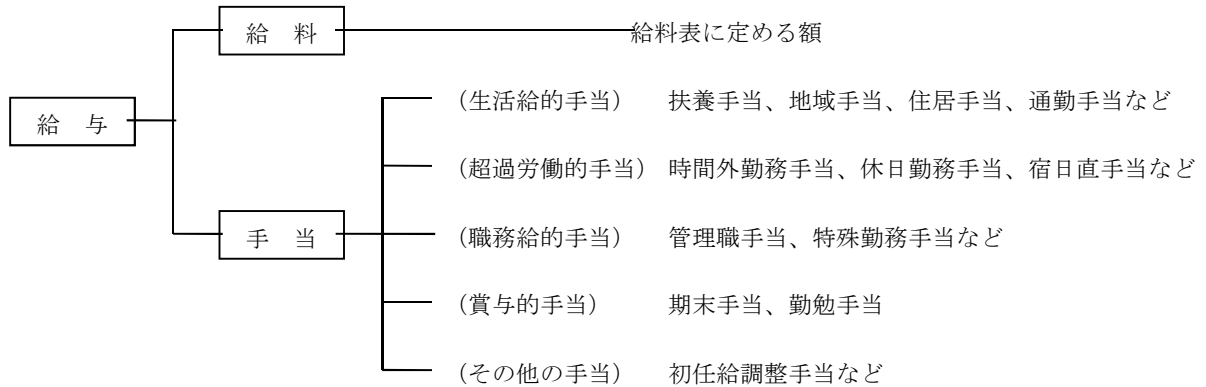 給 料 給料表に定める額
(生活給的手当) 扶養手当、地域手当、住居手当、通勤手当など
給 与
(超過労働的手当) 時間外勤務手当、休日勤務手当、宿日直手当など
手 当 (職務給的手当) 管理職手当、特殊勤務手当など
(賞与的手当) 期末手当、勤勉手当
(その他の手当) 初任給調整手当など